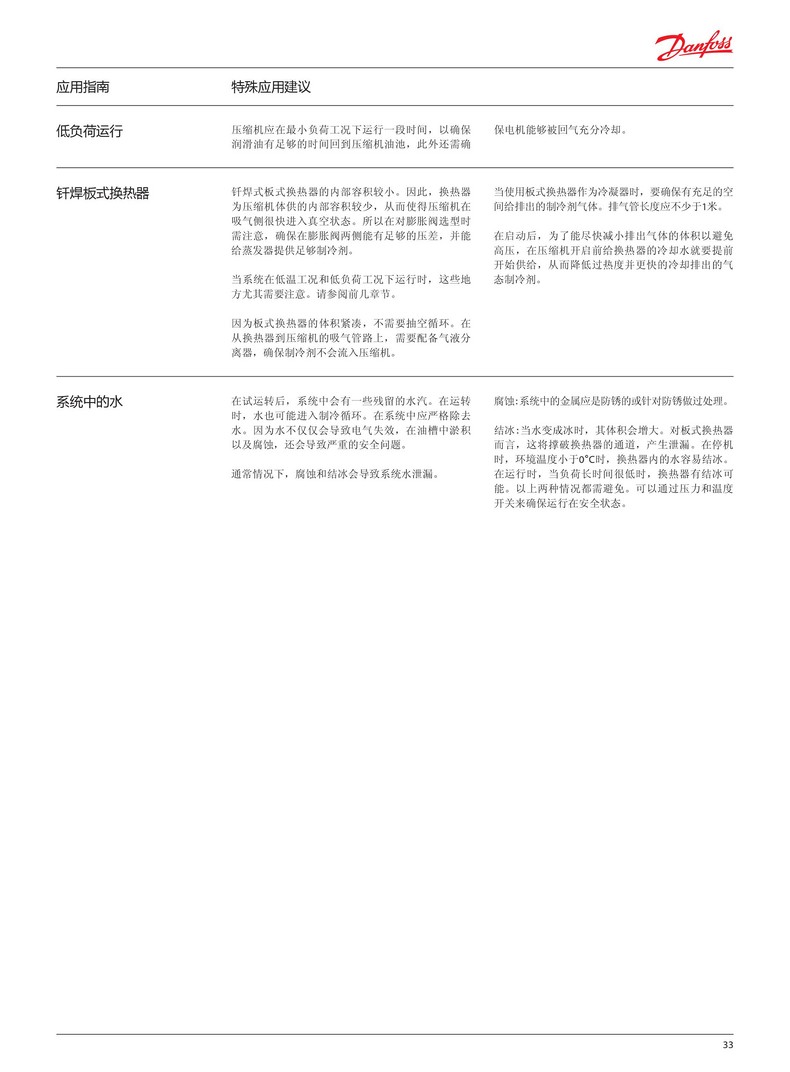 Danfoss
应用指南
特殊应用建议
低负荷运行
压缩机应在最小负荷工况下运行一段时间，以确保
润滑油有足够的时间回到压缩机油池，此外还需确
保电机能够被回气充分冷却。
钎焊板式换热器
钎焊式板式换热器的内部容积较小。因此，换热器
为压缩机体供的内部容积较少，从而使得压缩机在
吸气侧很快进入真空状态。所以在对膨胀阀选型时
需注意，确保在膨胀阀两侧能有足够的压差，并能
给蒸发器提供足够制冷剂。
当系统在低温工况和低负荷工况下运行时，这些地
方尤其需要注意。请参阅前几章节。
因为板式换热器的体积紧凑，不需要抽空循环。在
从换热器到压缩机的吸气管路上，需要配备气液分
离器，确保制冷剂不会流入压缩机。
当使用板式换热器作为冷凝器时，要确保有充足的空
间给排出的制冷剂气体。排气管长度应不少于1米。
在启动后，为了能尽快减小排出气体的体积以避免
高压，在压缩机开启前给换热器的冷却水就要提前
开始供给，从而降低过热度并更快的冷却排出的气
态制冷剂。
系统中的水
在试运转后，系统中会有一些残留的水汽。在运转
时，水也可能进入制冷循环。在系统中应严格除去
水。因为水不仅仅会导致电气失效，在油槽中淤积
以及腐蚀，还会导致严重的安全问题。
通常情况下，腐蚀和结冰会导致系统水泄漏。
腐蚀:系统中的金属应是防锈的或针对防锈做过处理。
结冰:当水变成冰时，其体积会增大。对板式换热器
而言，这将撑破换热器的通道，产生泄漏。在停机
时，环境温度小于0°C时，换热器内的水容易结冰。
在运行时，当负荷长时间很低时，换热器有结冰可
能。以上两种情况都需避免。可以通过压力和温度
开关来确保运行在安全状态。
33